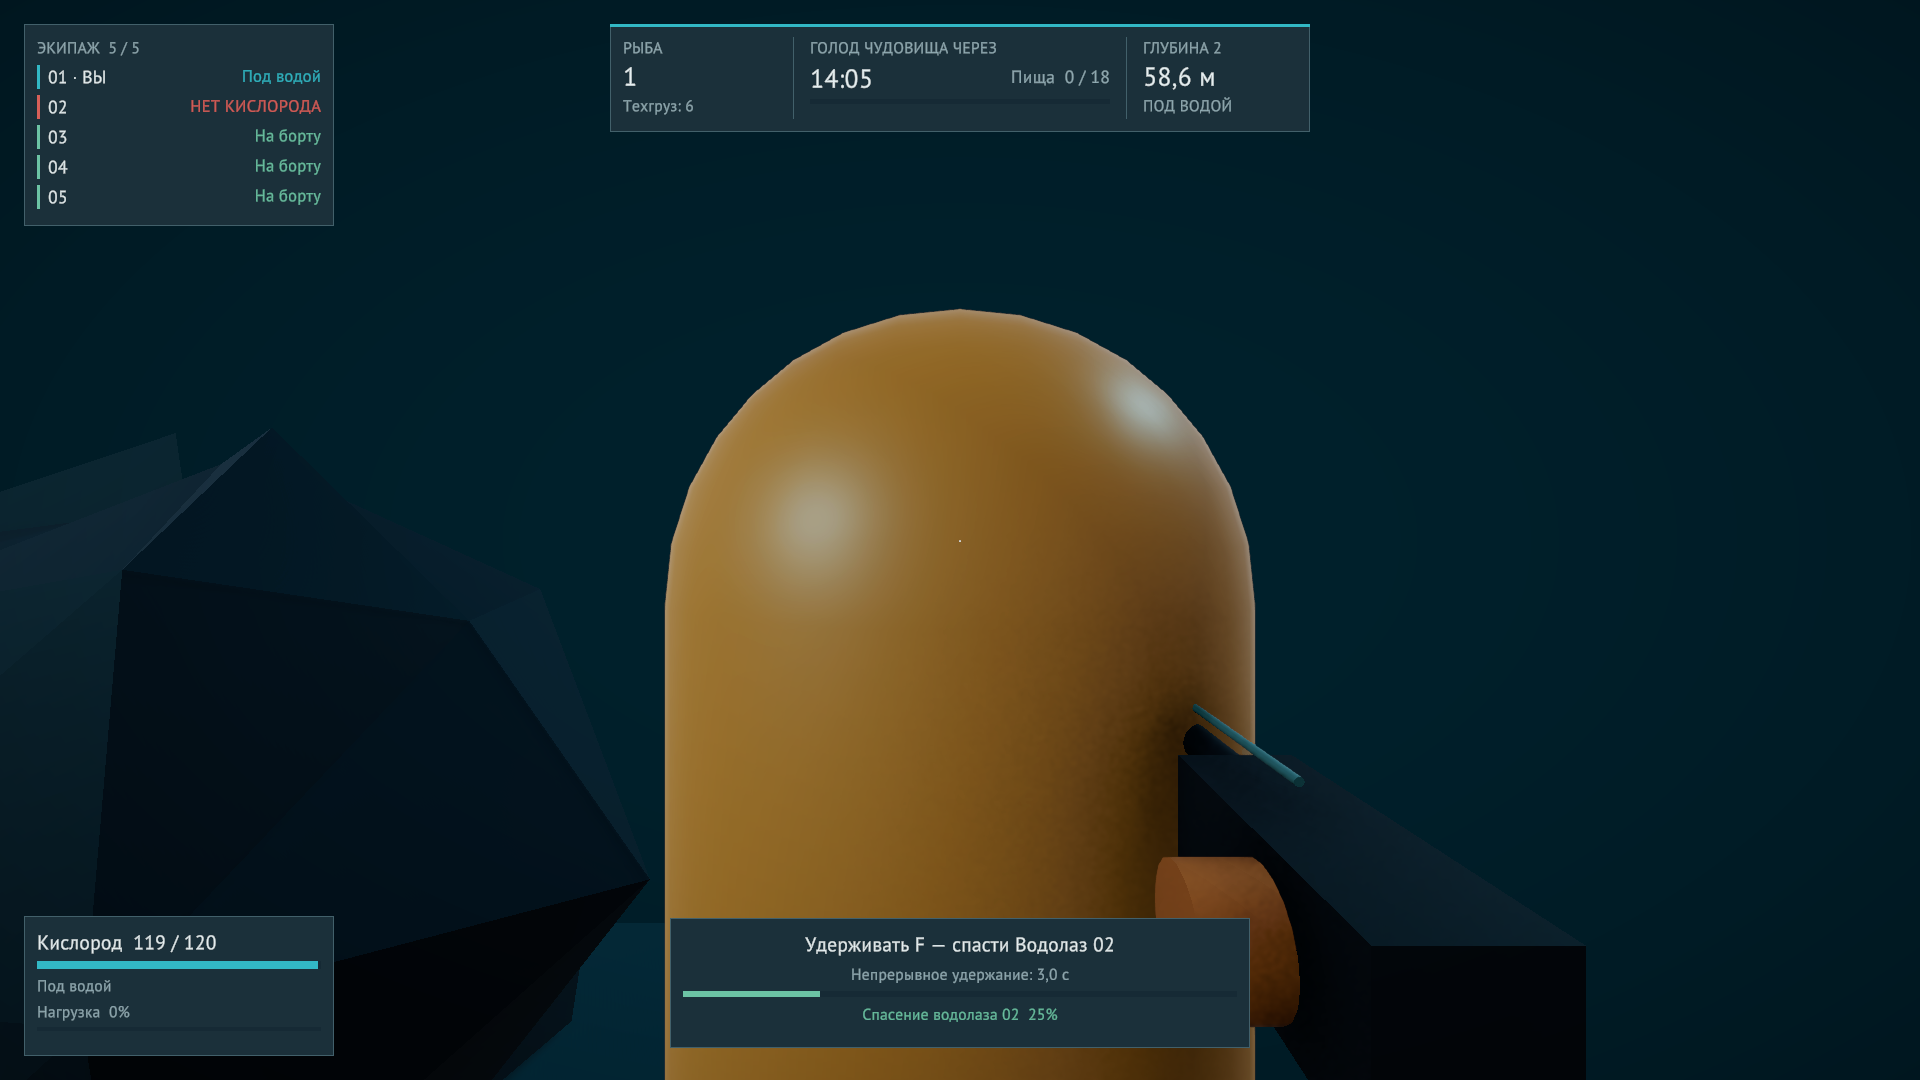 ЭКИПАЖ 5 / 5
01 · ВЫ Под водой
02 НЕТ КИСЛОРОДА
03 На борту
04 На борту
05 На борту
РЫБА
1
Техгруз: 6
ГОЛОД ЧУДОВИЩА ЧЕРЕЗ
14:05 Пища 0 / 18
ГЛУБИНА 2
58,6 м
ПОД ВОДОЙ
Кислород 119 / 120
Под водой
Нагрузка 0%
Удерживать F — спасти Водолаз 02
Непрерывное удержание: 3,0 с
Спасение водолаза 02 25%